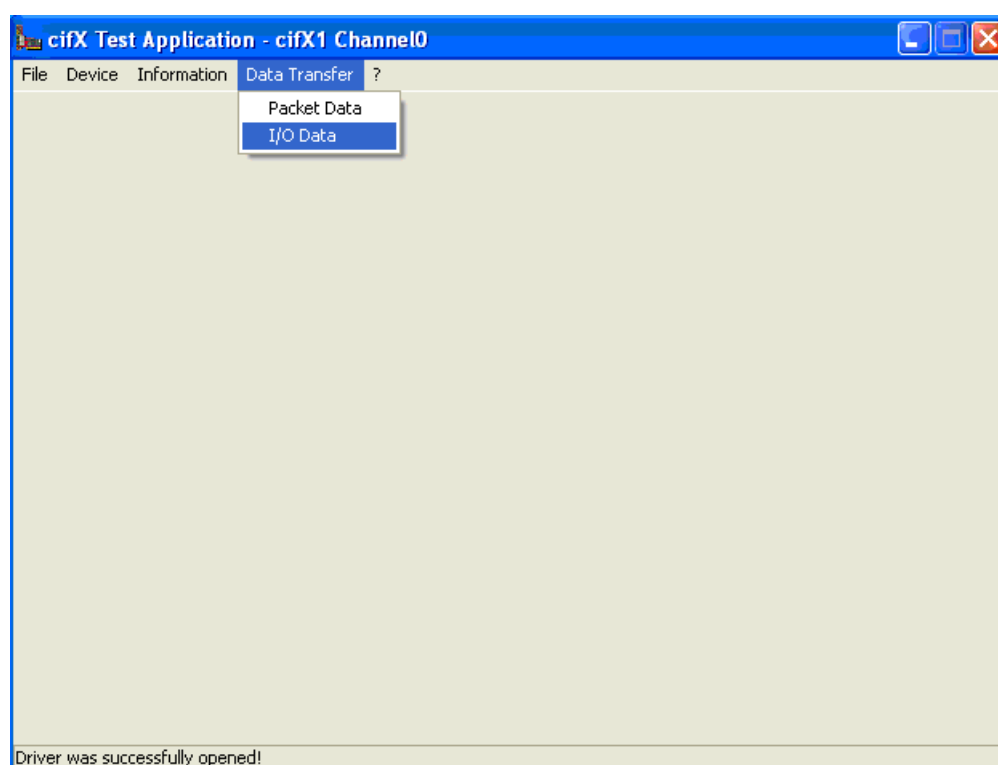 cifX Test Application - cifX1 Channel0
File Device Information Data Transfer ?
Packet Data
I/O Data
Driver was successfully opened!